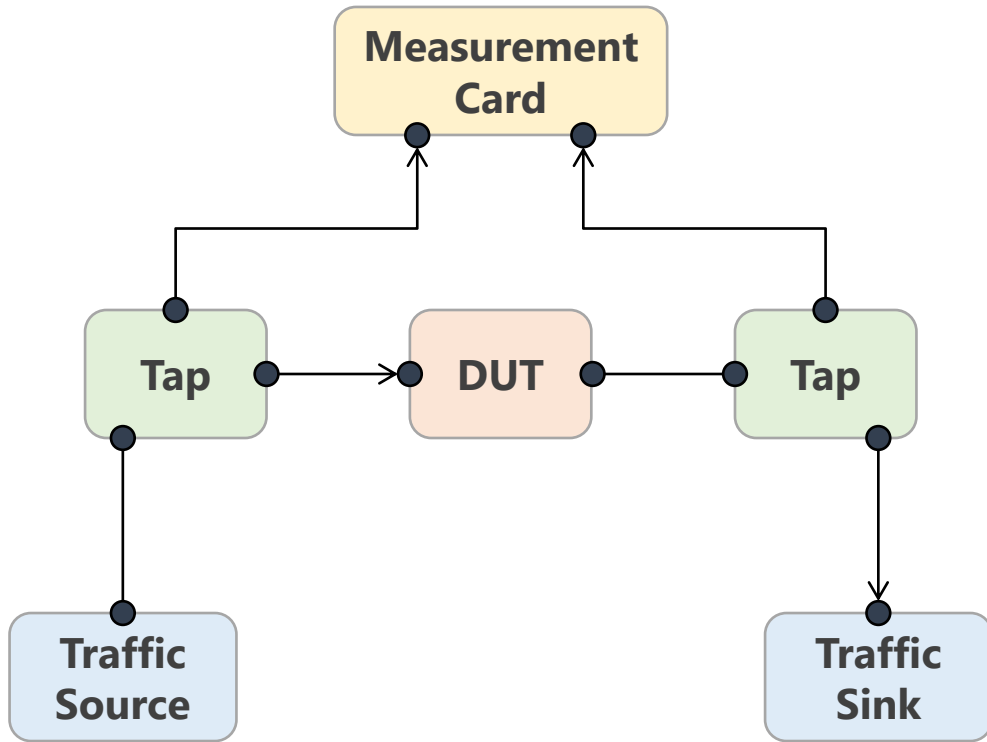 Measurement
Card
Tap
DUT
Tap
Traffic
Source
Traffic
Sink